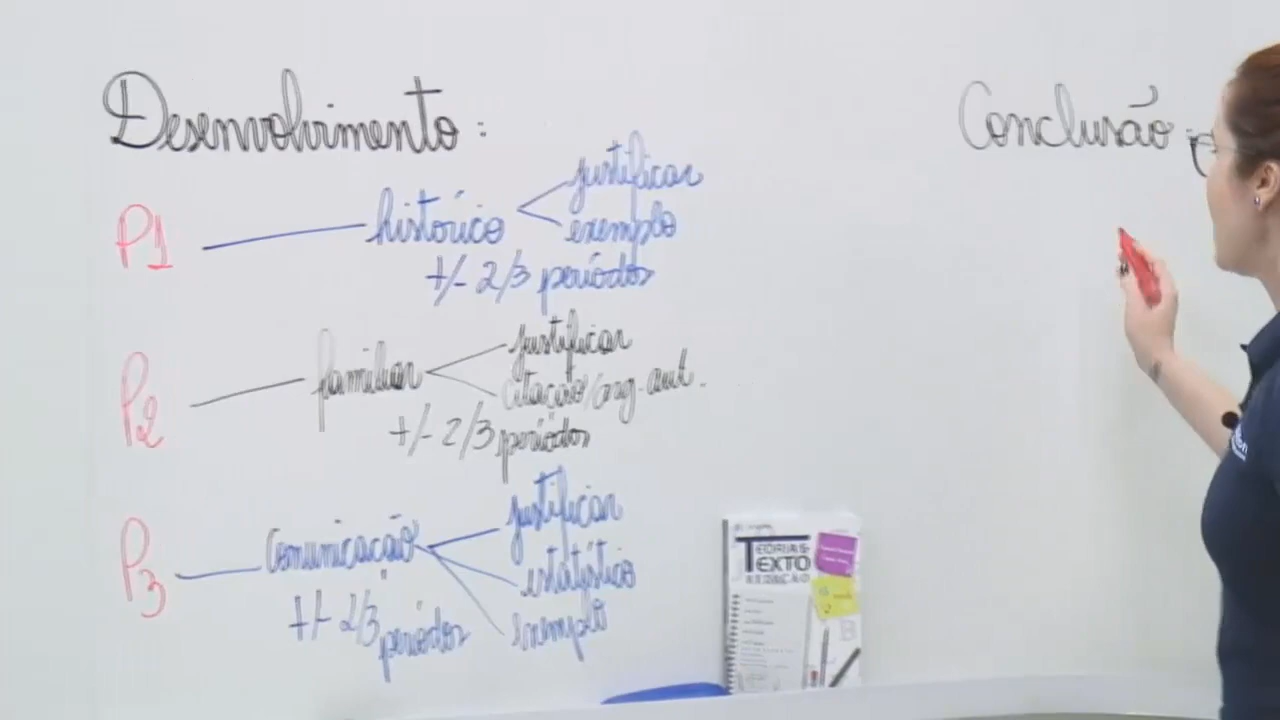 Desenvolvimento:
P1 histórico justificar
exemplo
+/- 2/3 períodos
P2 familiar justificar
citação/arg. aut.
+/- 2/3 períodos
P3 Comunicação justificar
estatístico
exemplo
+/- 2/3 períodos
Conclusão:
TEORIAS
TEXTO
REDAÇÃO